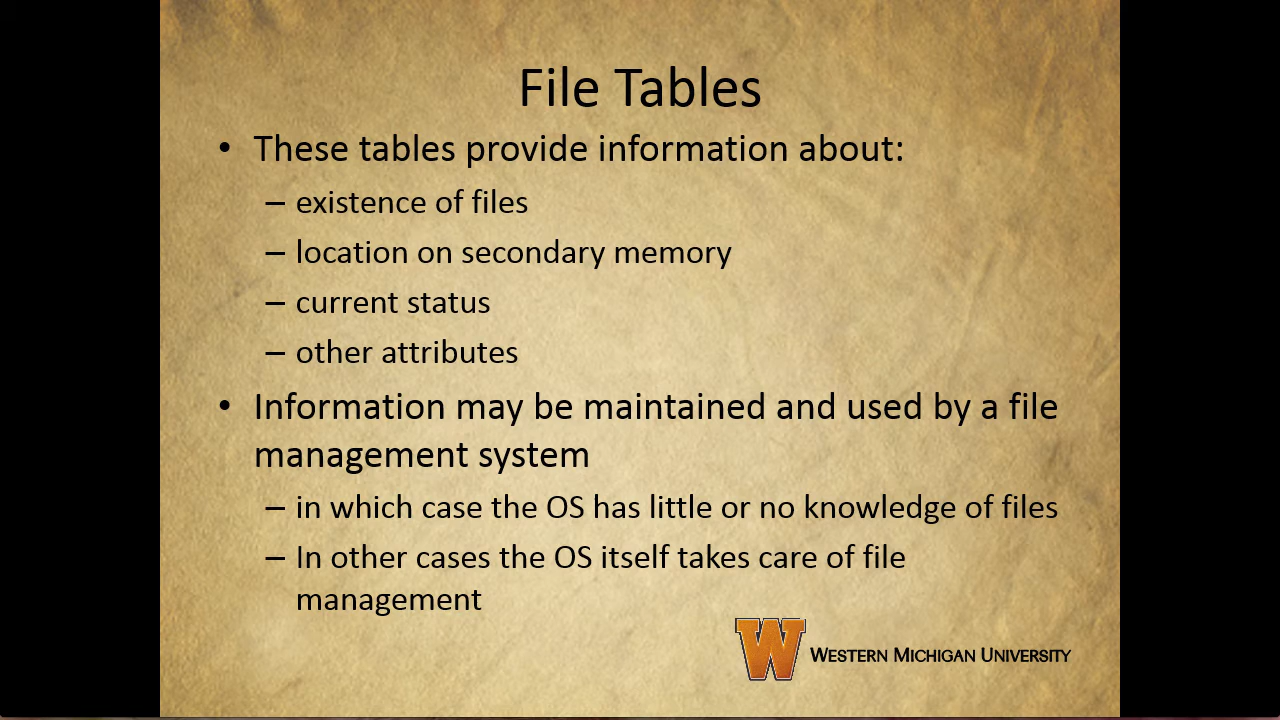 File Tables
• These tables provide information about:
– existence of files
– location on secondary memory
– current status
– other attributes
• Information may be maintained and used by a file
management system
– in which case the OS has little or no knowledge of files
– In other cases the OS itself takes care of file
management
W WESTERN MICHIGAN UNIVERSITY